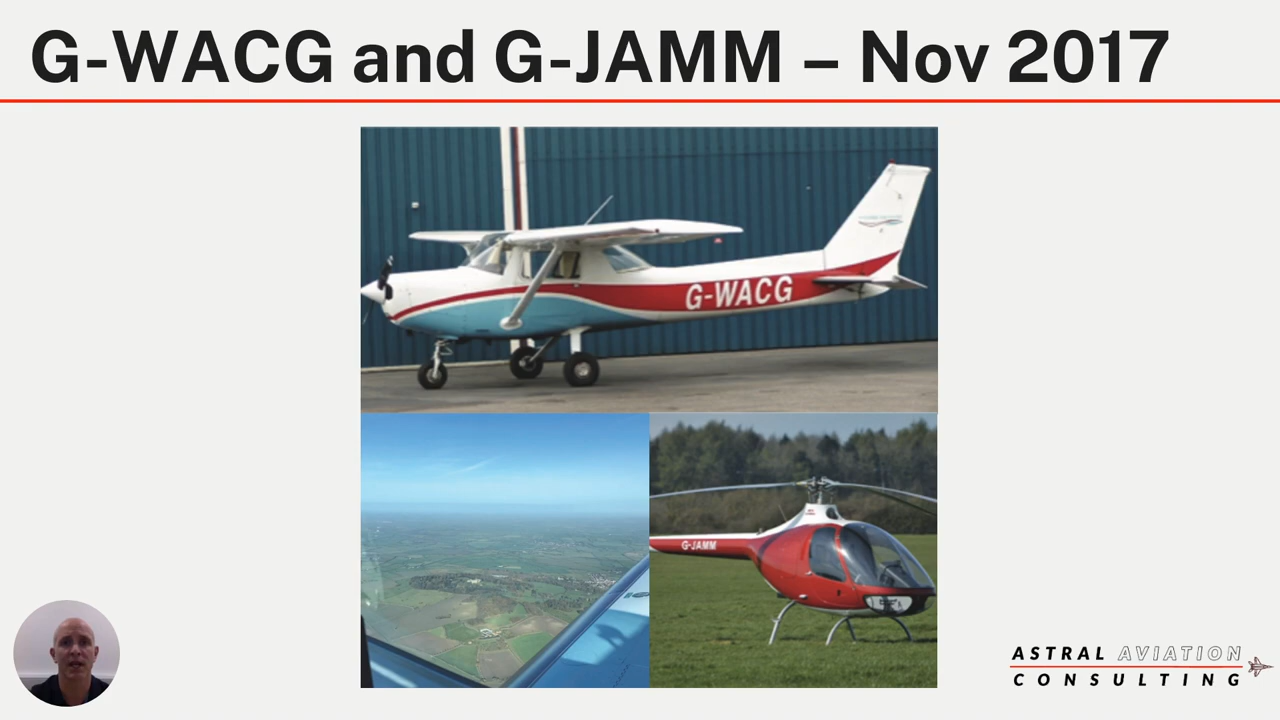 G-WACG and G-JAMM – Nov 2017
G-WACG
G-JAMM
ASTRAL AVIATION
CONSULTING